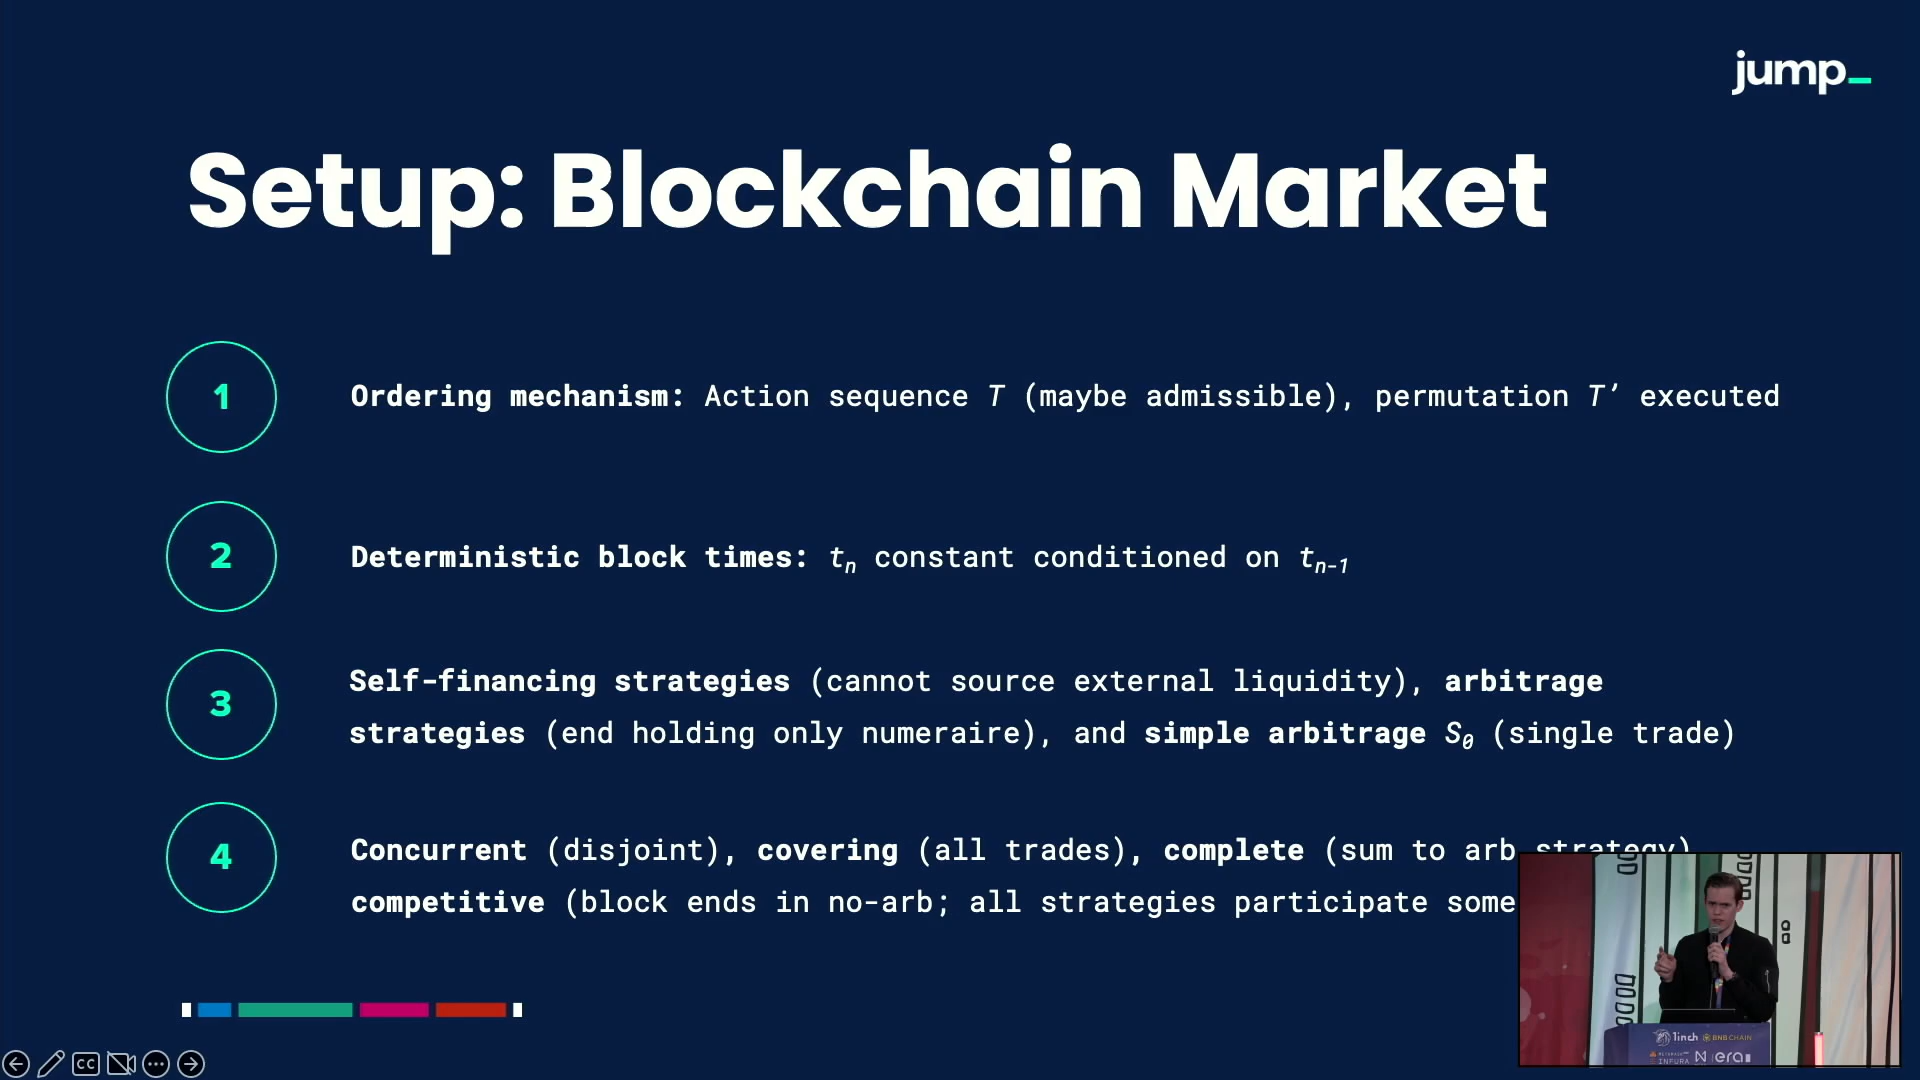 jump_
Setup: Blockchain Market
1
Ordering mechanism: Action sequence T (maybe admissible), permutation T’ executed
2
Deterministic block times: tn constant conditioned on tn-1
3
Self-financing strategies (cannot source external liquidity), arbitrage
strategies (end holding only numeraire), and simple arbitrage S0 (single trade)
4
Concurrent (disjoint), covering (all trades), complete (sum to arb strategy)
competitive (block ends in no-arb; all strategies participate some
CC
1inch BNB CHAIN
INFURA N era